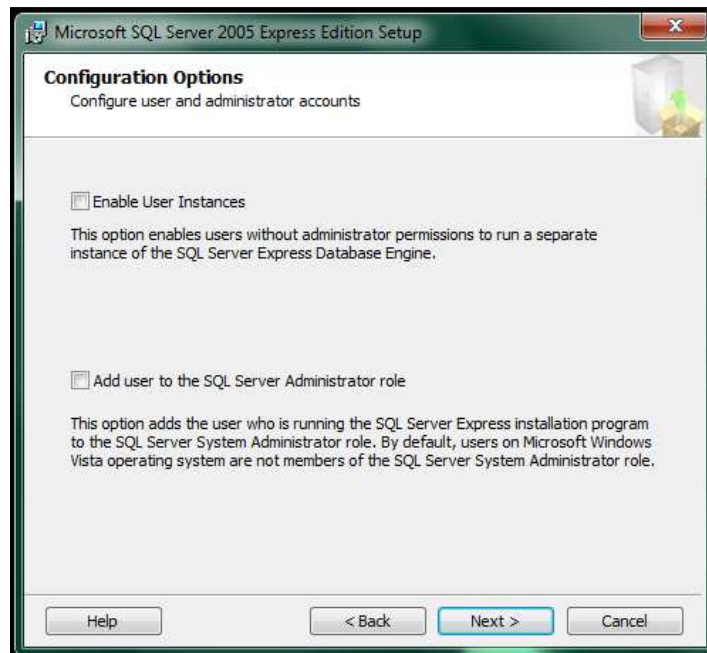 Microsoft SQL Server 2005 Express Edition Setup
Configuration Options
Configure user and administrator accounts
Enable User Instances
This option enables users without administrator permissions to run a separate
instance of the SQL Server Express Database Engine.
Add user to the SQL Server Administrator role
This option adds the user who is running the SQL Server Express installation program
to the SQL Server System Administrator role. By default, users on Microsoft Windows
Vista operating system are not members of the SQL Server System Administrator role.
Help < Back Next > Cancel